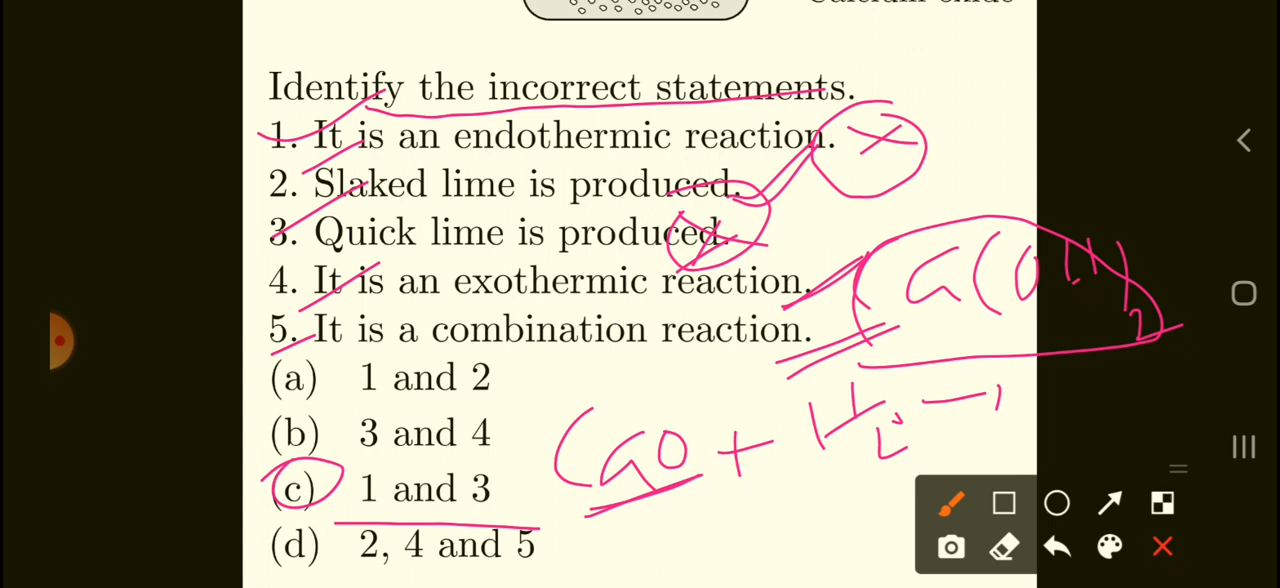 Identify the incorrect statements.
1. It is an endothermic reaction.
2. Slaked lime is produced.
3. Quick lime is produced.
4. It is an exothermic reaction.
5. It is a combination reaction.
(a) 1 and 2
(b) 3 and 4
(c) 1 and 3
(d) 2, 4 and 5
Ca(OH)2
CaO + H2